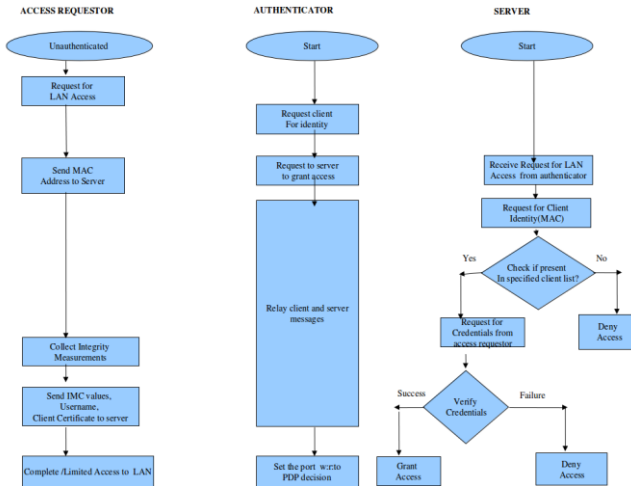 ACCESS REQUESTOR
Unauthenticated
Request for
LAN Access
Send MAC
Address to Server
Collect Integrity
Measurements
Send IMC values,
Username,
Client Certificate to server
Complete /Limited Access to LAN
AUTHENTICATOR
Start
Request client
For identity
Request to server
to grant access
Relay client and server
messages
Set the port w:r:to
PDP decision
SERVER
Start
Receive Request for LAN
Access from authenticator
Request for Client
Identity(MAC)
Check if present
In specified client list?
Yes
No
Deny
Access
Request for
Credentials from
access requestor
Verify
Credentials
Success
Failure
Grant
Access
Deny
Access